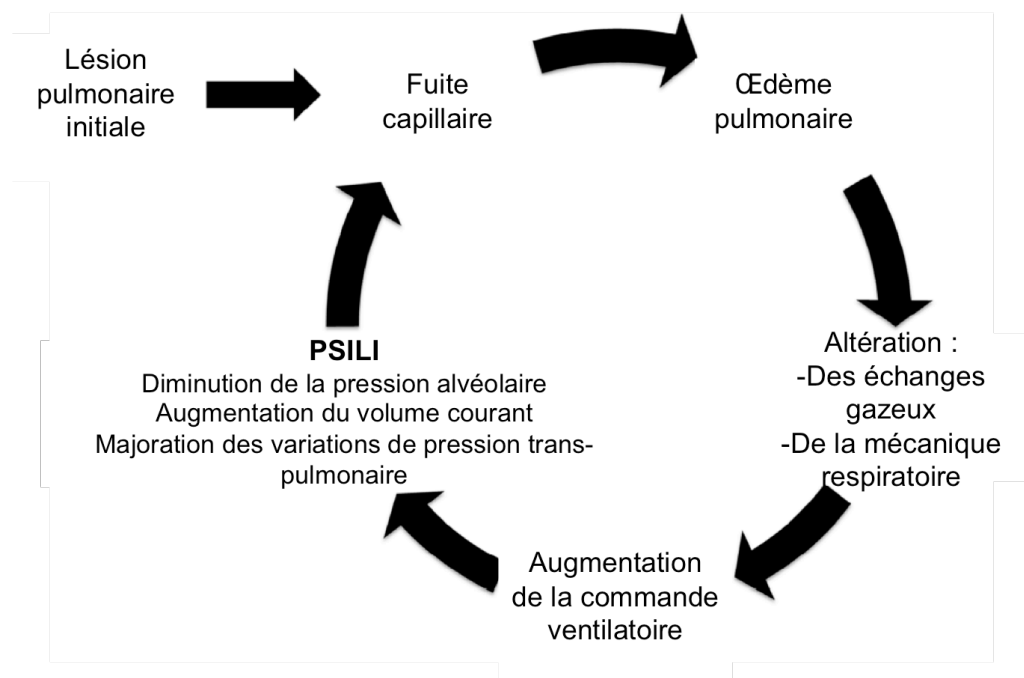 Lésion
pulmonaire
initiale
Fuite
capillaire
Œdème
pulmonaire
Altération :
-Des échanges
gazeux
-De la mécanique
respiratoire
Augmentation
de la commande
ventilatoire
PSILI
Diminution de la pression alvéolaire
Augmentation du volume courant
Majoration des variations de pression trans-
pulmonaire